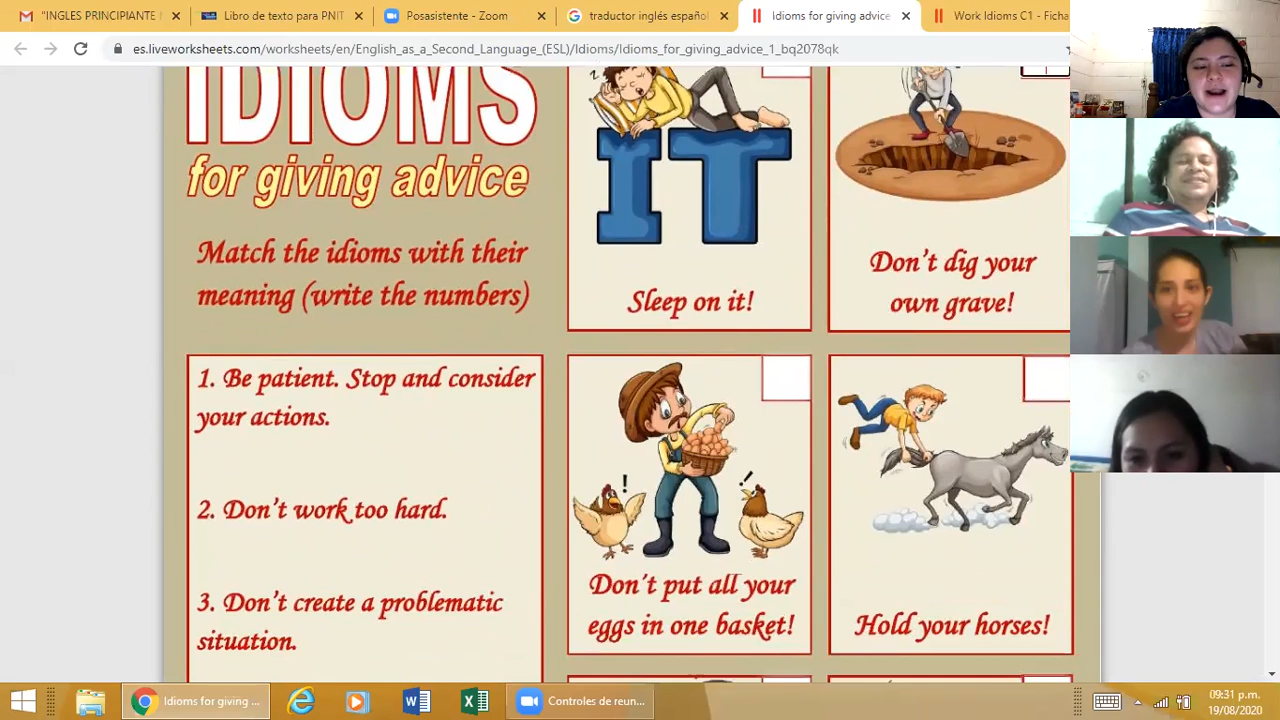 "INGLES PRINCIPIANTE
Libro de texto para PNIT
Posasistente - Zoom
traductor inglés español
Idioms for giving advice
Work Idioms C1 - Ficha
es.liveworksheets.com/worksheets/en/English_as_a_Second_Language_(ESL)/Idioms/Idioms_for_giving_advice_1_bq2078qk
IDIOMS
for giving advice
Match the idioms with their
meaning (write the numbers)
1. Be patient. Stop and consider
your actions.
2. Don't work too hard.
3. Don't create a problematic
situation.
z
IT
Sleep on it!
Don't dig your
own grave!
! !
Don't put all your
eggs in one basket!
Hold your horses!
Idioms for giving ...
Controles de reun...
09:31 p.m.
19/08/2020